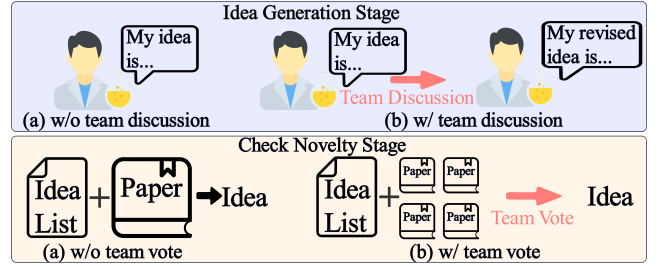 Idea Generation Stage
My idea
is...
(a) w/o team discussion
My idea
is...
Team Discussion
My revised
idea is...
(b) w/ team discussion
Check Novelty Stage
Idea
List
+
Paper
Idea
(a) w/o team vote
Idea
List
+
Paper
Paper
Paper
Paper
Team Vote
Idea
(b) w/ team vote